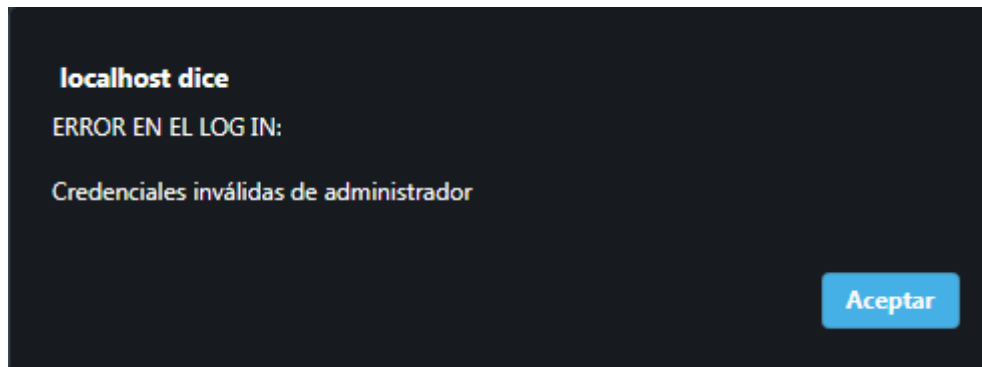 localhost dice
ERROR EN EL LOG IN:
Credenciales inválidas de administrador
Aceptar